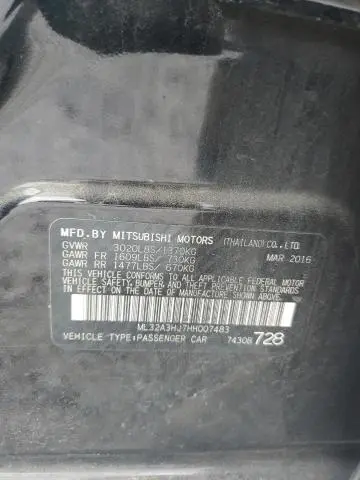 MFD.BY MITSUBISHI MOTORS (THAILAND)CO.,LTD.
GVWR 3020LBS/1370KG MAR 2016
GAWR FR 1609LBS/ 730KG
GAWR RR 1477LBS/ 670KG
THIS VEHICLE CONFORMS TO ALL APPLICABLE FEDERAL MOTOR
VEHICLE SAFETY, BUMPER, AND THEFT PREVENTION STANDARDS
IN EFFECT ON THE DATE OF MANUFACTURE SHOWN ABOVE.
ML32A3HJ7HH007483
VEHICLE TYPE:PASSENGER CAR 7430B 728